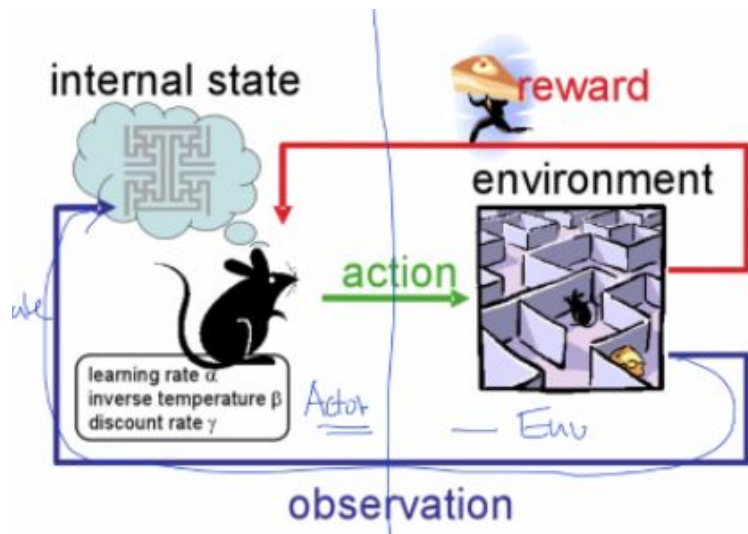 internal state
reward
environment
action
learning rate α
inverse temperature β
discount rate γ
Actor
Env
observation